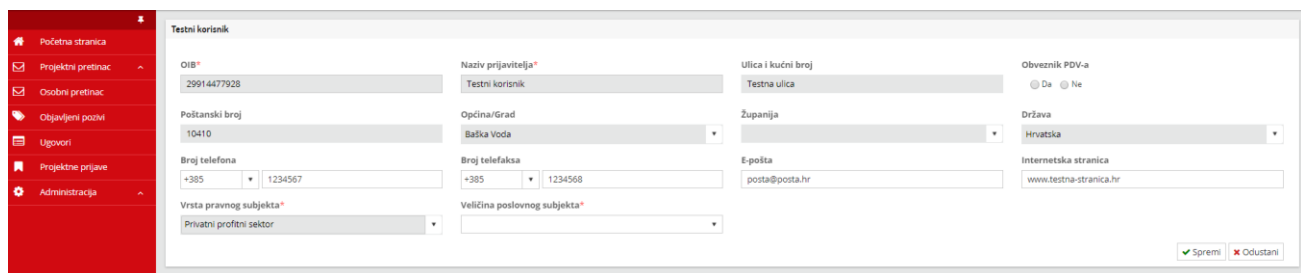 Početna stranica
Projektni pretinac
Osobni pretinac
Objavljeni pozivi
Ugovori
Projektne prijave
Administracija
Testni korisnik
OIB* Naziv prijavitelja* Ulica i kućni broj Obveznik PDV-a
29914477928 Testni korisnik Testna ulica Da Ne
Poštanski broj Općina/Grad Županija Država
10410 Baška Voda Hrvatska
Broj telefona Broj telefaksa E-pošta Internetska stranica
+385 1234567 +385 1234568 posta@posta.hr www.testna-stranica.hr
Vrsta pravnog subjekta* Veličina poslovnog subjekta*
Privatni profitni sektor
Spremi Odustani